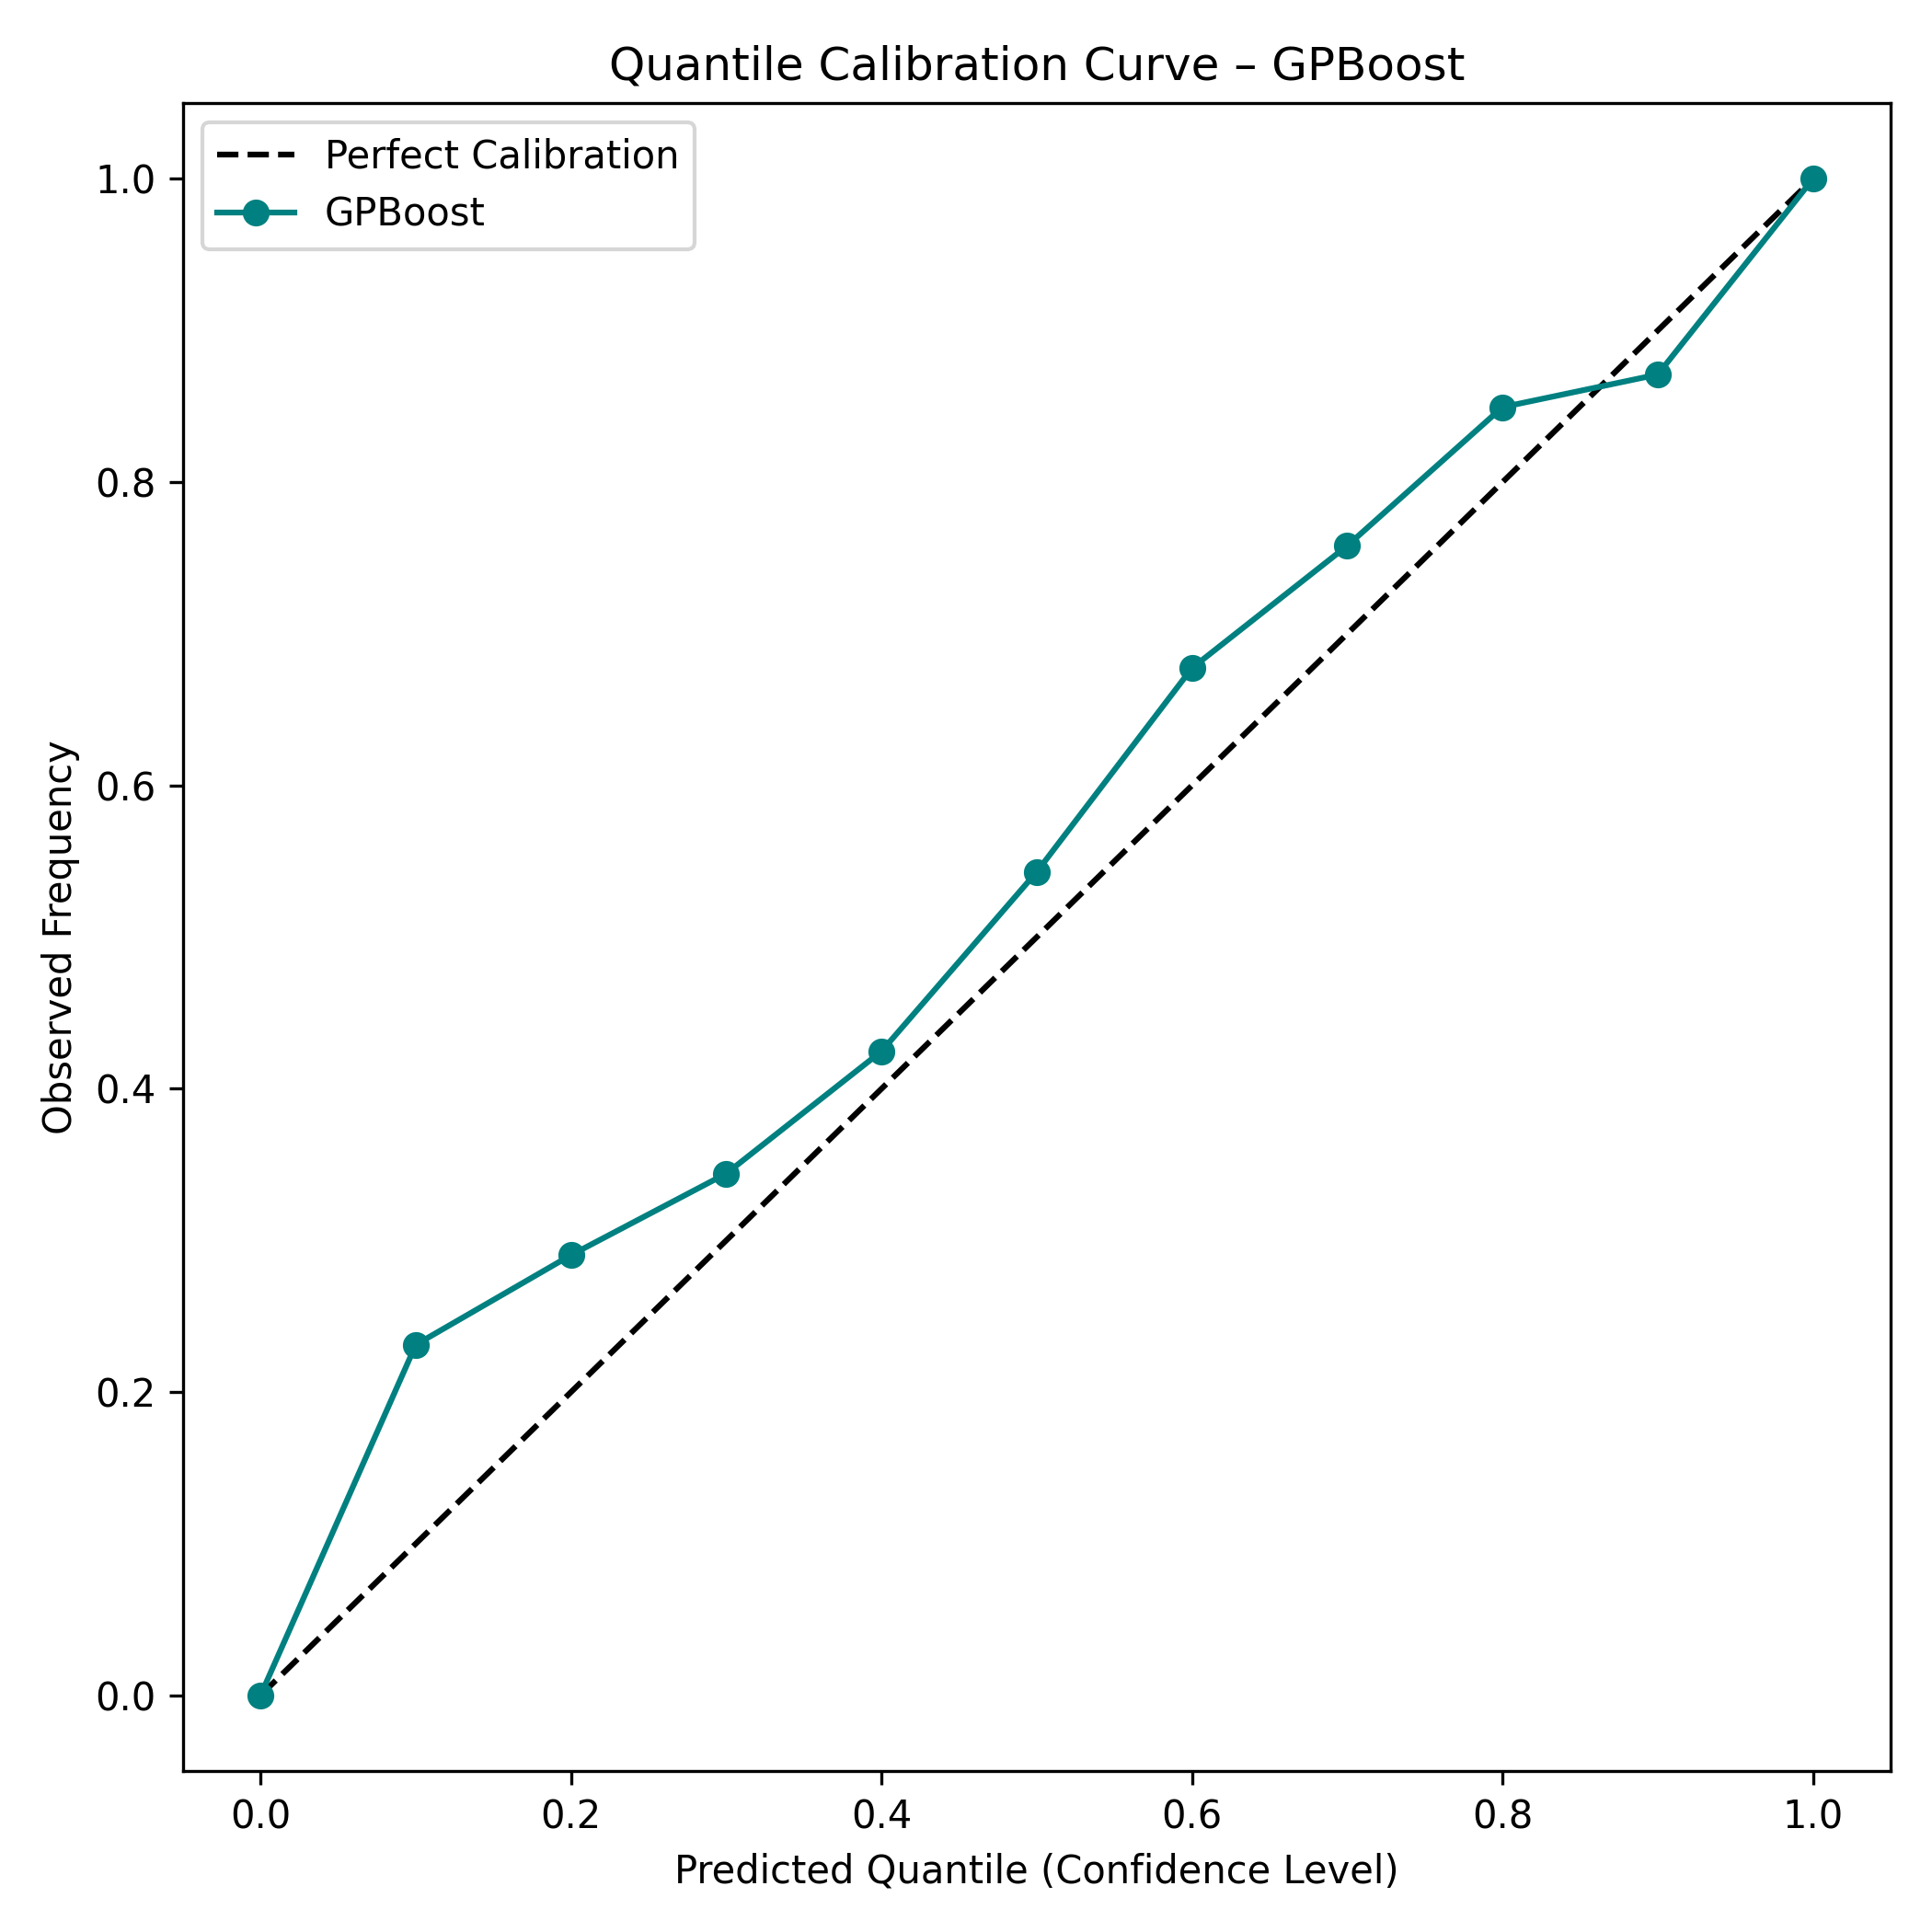 Quantile Calibration Curve – GPBoost
Perfect Calibration
GPBoost
1.0
0.8
0.6
0.4
0.2
0.0
Observed Frequency
0.0 0.2 0.4 0.6 0.8 1.0
Predicted Quantile (Confidence Level)